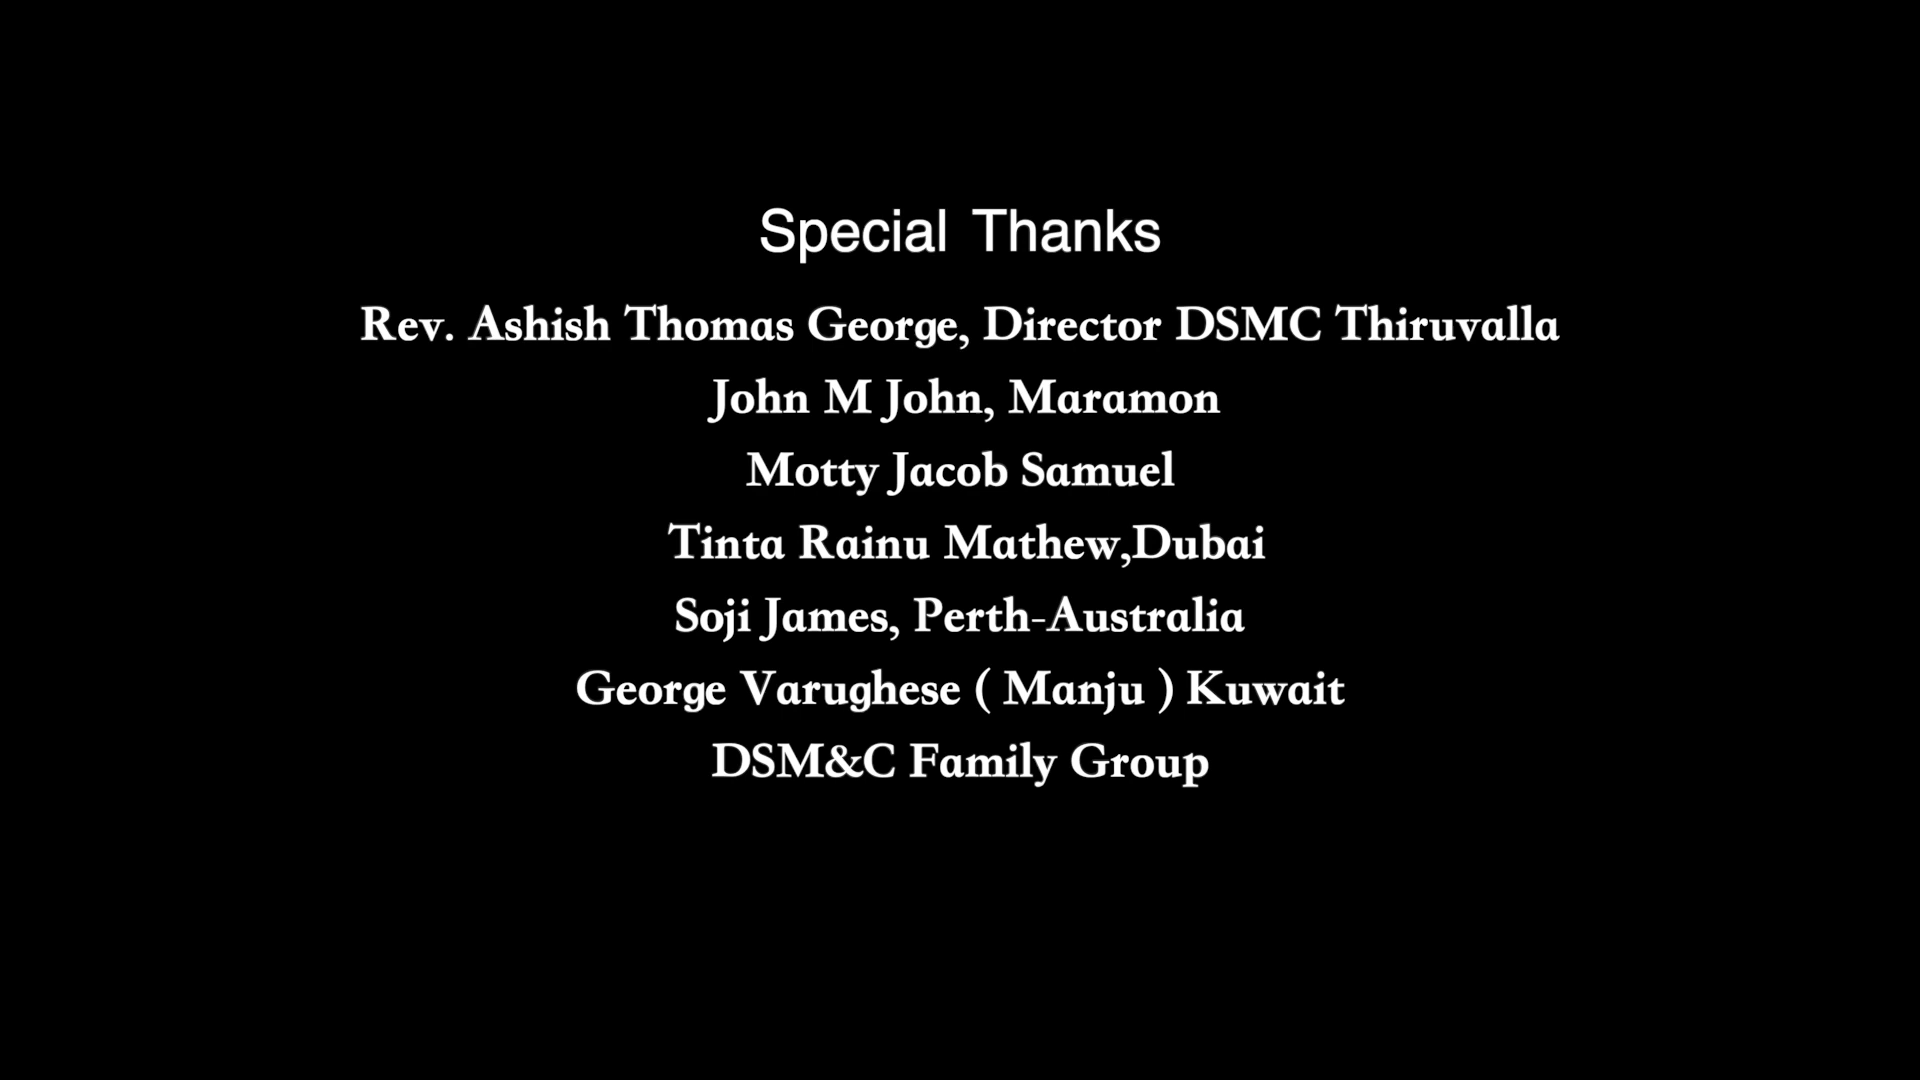 Special Thanks
Rev. Ashish Thomas George, Director DSMC Thiruvalla
John M John, Maramon
Motty Jacob Samuel
Tinta Rainu Mathew,Dubai
Soji James, Perth-Australia
George Varughese ( Manju ) Kuwait
DSM&C Family Group